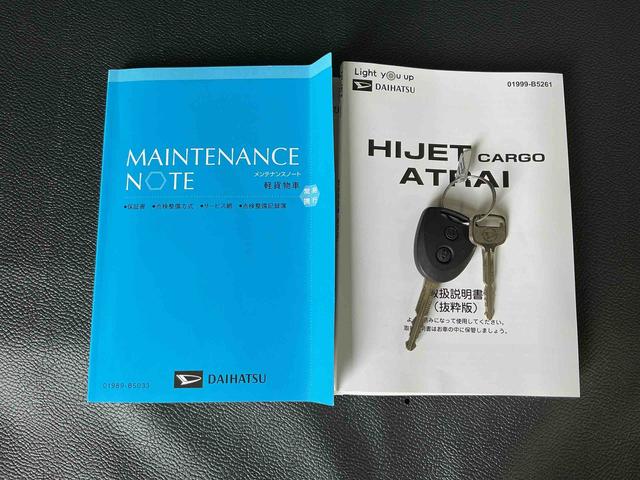 MAINTENANCE
NOTE
メンテナンスノート
軽貨物車
●保証書 ●点検整備方式 ●サービス網 ●点検整備記録簿
携行
01989-B5033
DAIHATSU
Light you up
DAIHATSU
01999-B5261
HIJET CARGO
ATRAI
取扱説明書
(抜粋版)